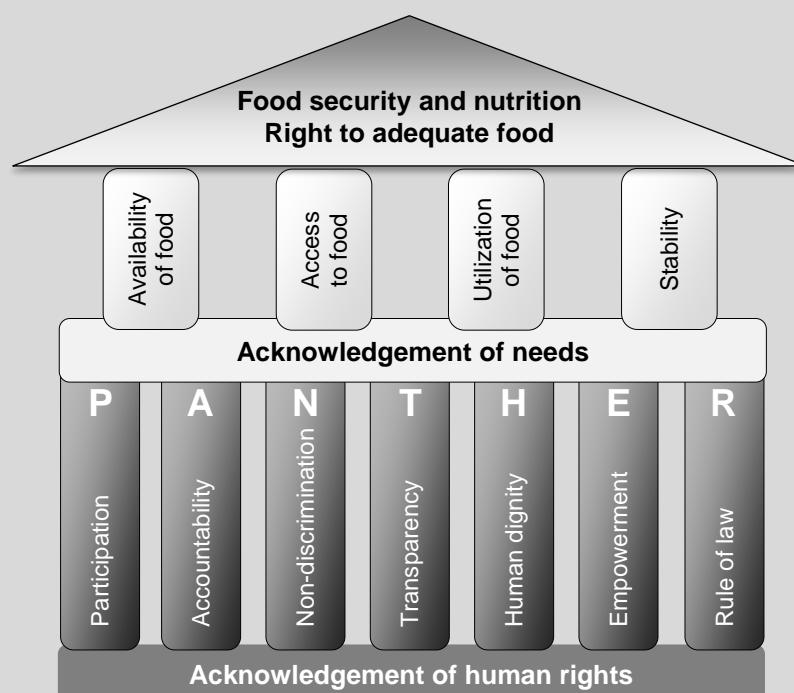 Food security and nutrition
Right to adequate food
Availability
of food
Access
to food
Utilization
of food
Stability
Acknowledgement of needs
P A N T H E R
Participation
Accountability
Non-discrimination
Transparency
Human dignity
Empowerment
Rule of law
Acknowledgement of human rights